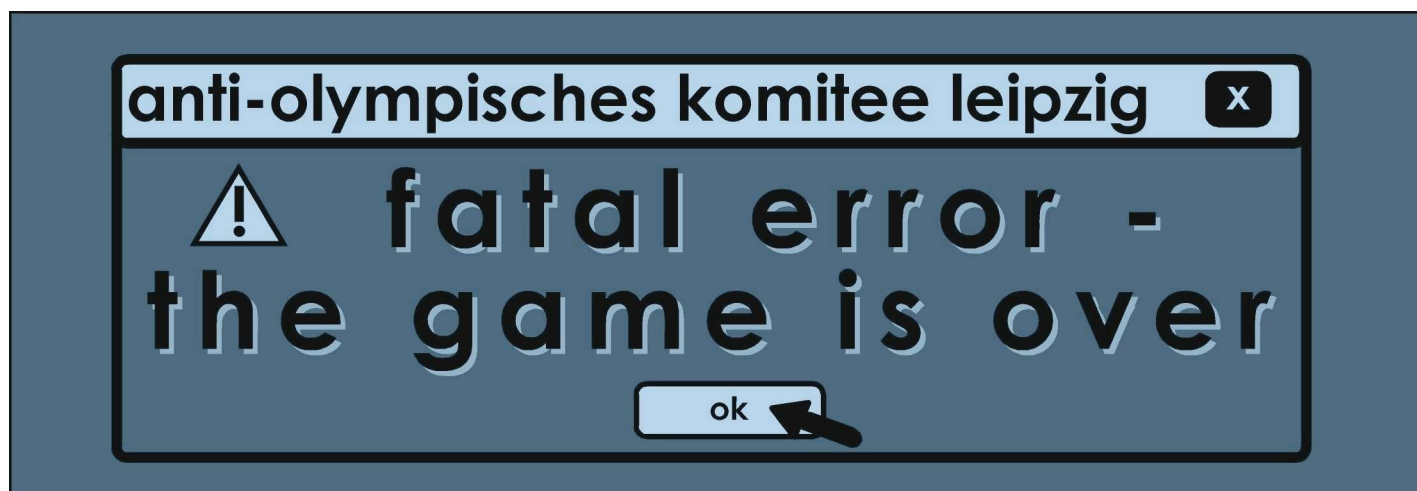 anti-olympisches komitee leipzig x
! fatal error -
the game is over
ok